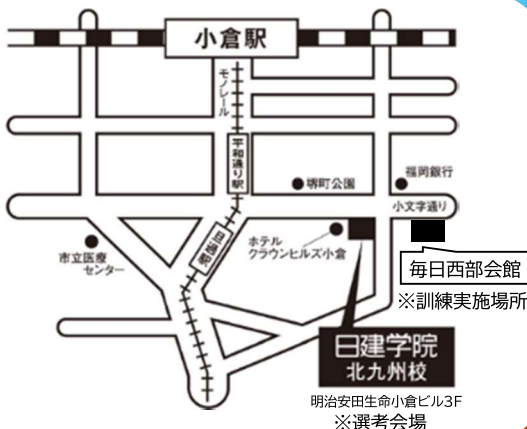 小倉駅
モノレール
平和通り駅
旦過駅
堺町公園
福岡銀行
小文字通り
市立医療
センター
ホテル
クラウンヒルズ小倉
毎日西部会館
※訓練実施場所
日建学院
北九州校
明治安田生命小倉ビル3F
※選考会場